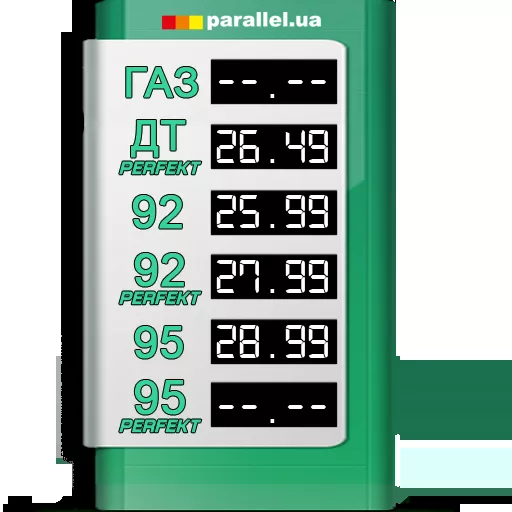 parallel.ua
ГАЗ --.--
ДТ PERFEKT 26.49
92 25.99
92 PERFEKT 27.99
95 28.99
95 PERFEKT --.--